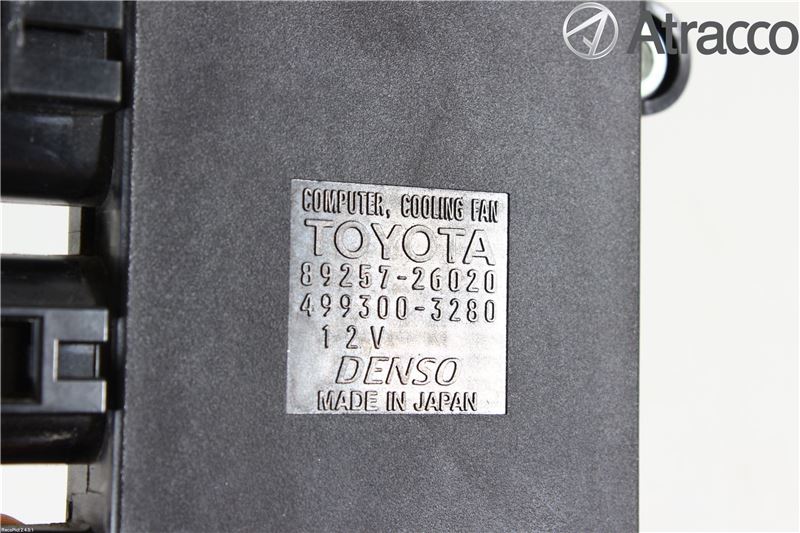 Atracco
COMPUTER, COOLING FAN
TOYOTA
89257-26020
499300-3280
12V
DENSO
MADE IN JAPAN